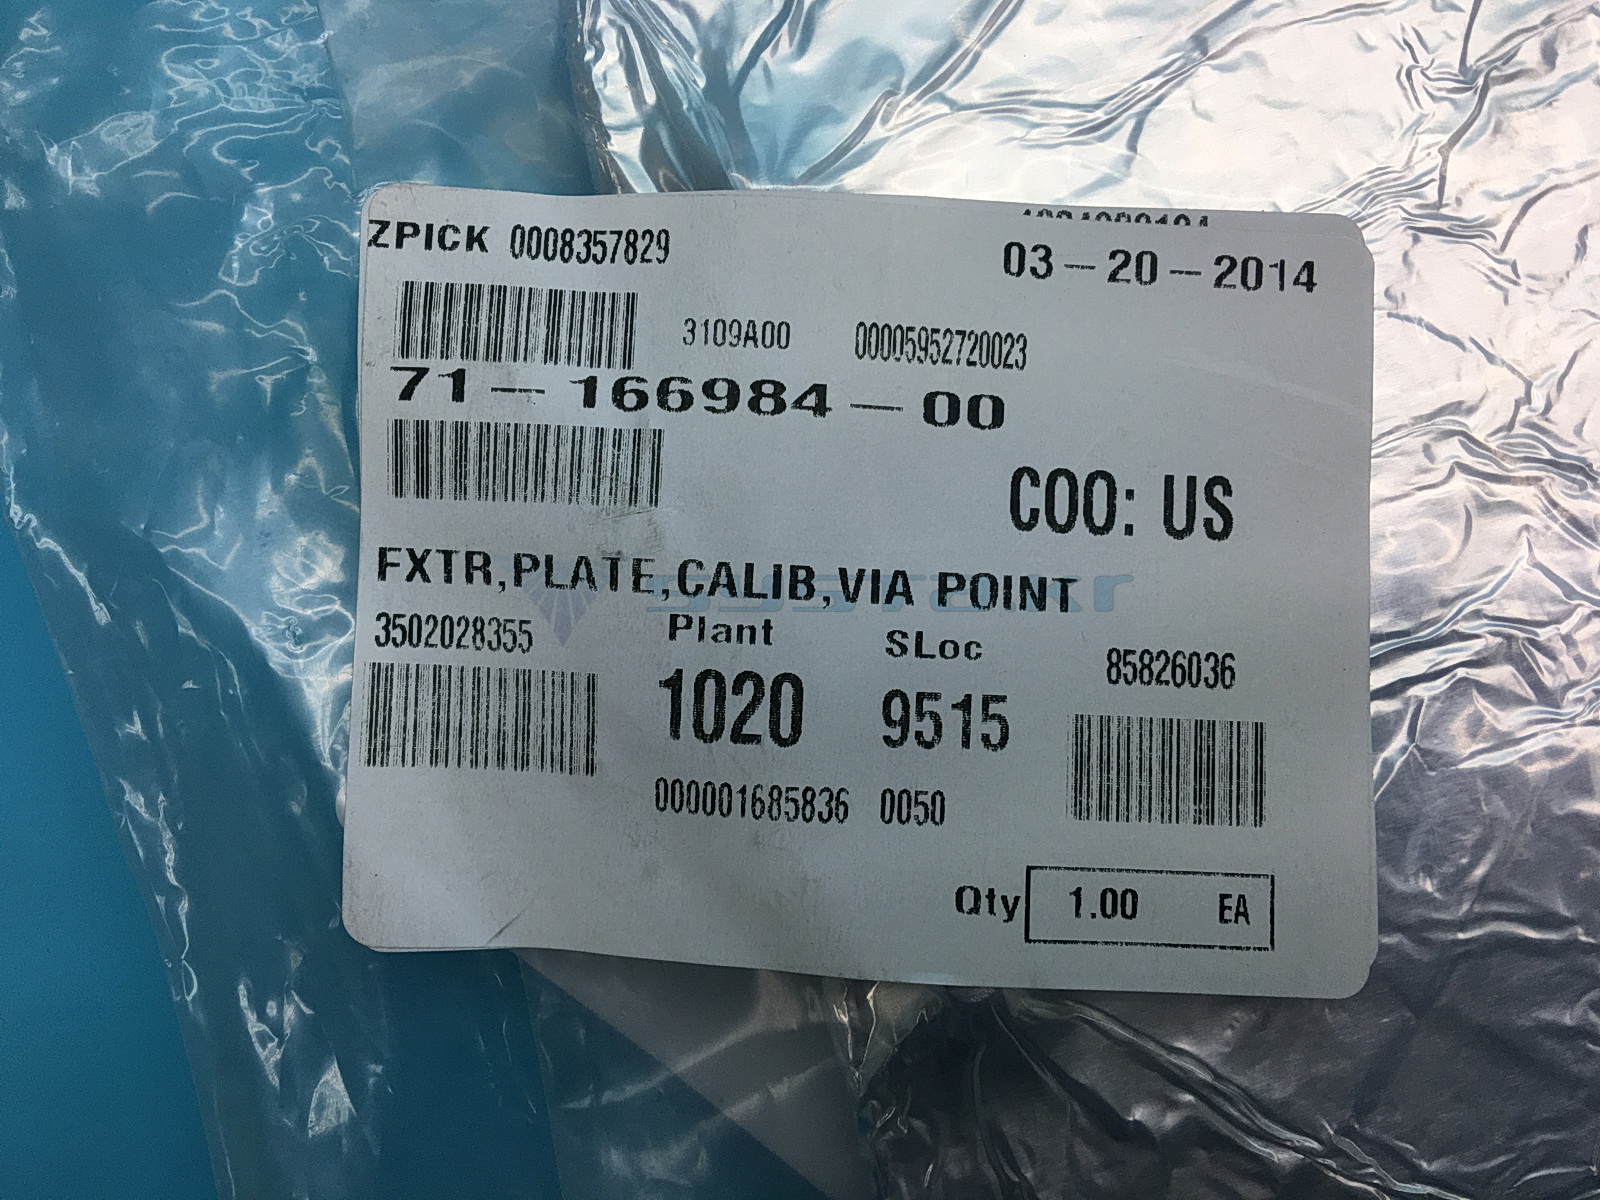 ZPICK 0008357829
03-20-2014
3109A00 00005952720023
71-166984-00
COO: US
FXTR,PLATE,CALIB,VIA POINT
3502028355
Plant SLoc
85826036
1020 9515
000001685836 0050
Qty 1.00 EA